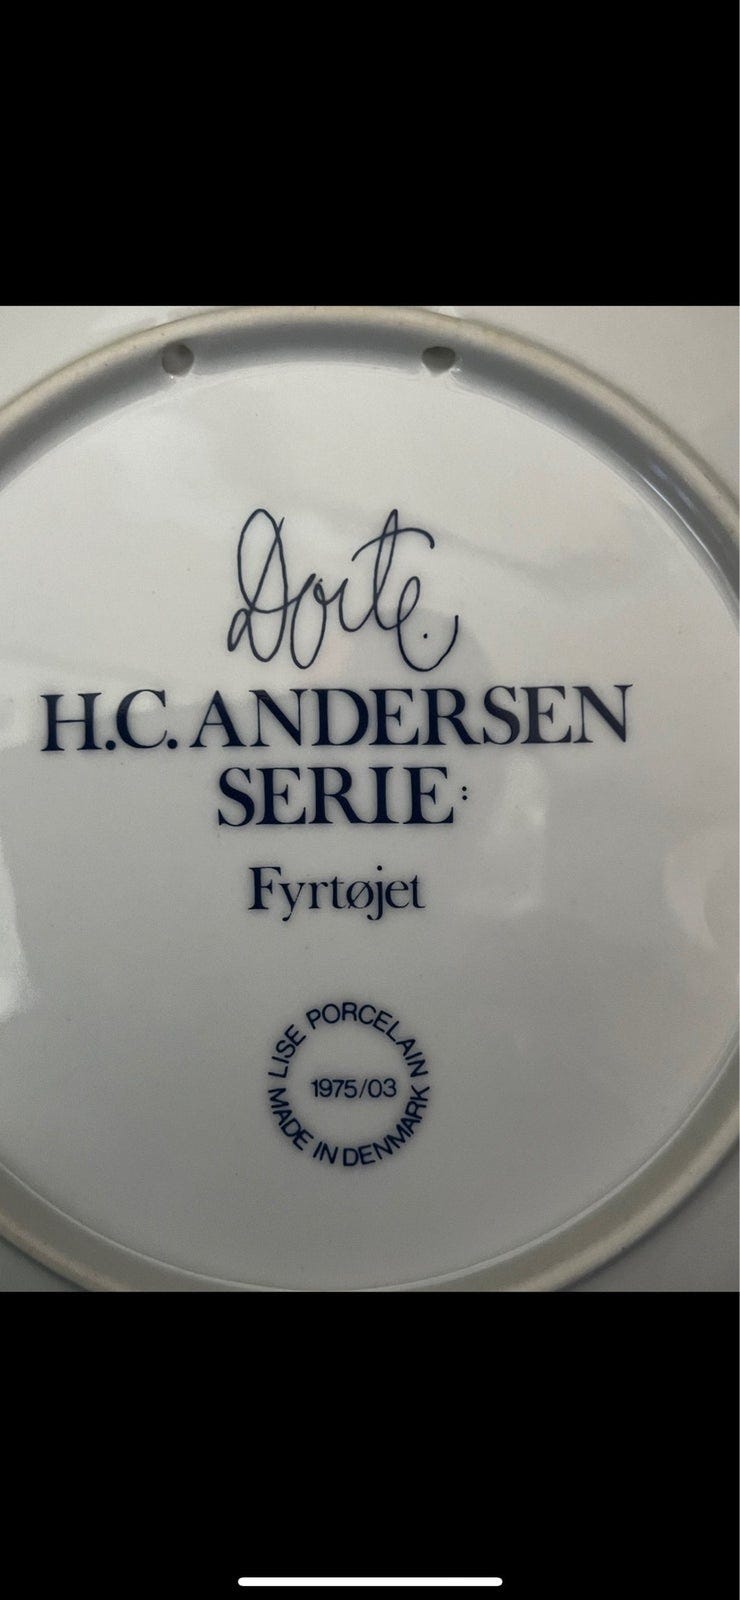 Dorte.
H.C. ANDERSEN
SERIE:
Fyrtøjet
LISE PORCELAIN
1975/03
MADE IN DENMARK